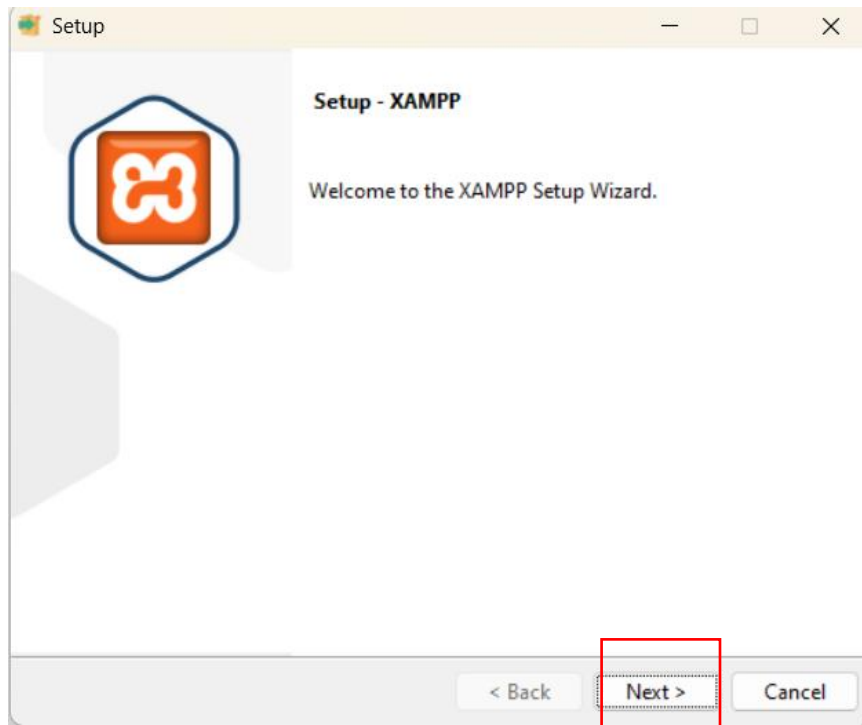 Setup
Setup - XAMPP
Welcome to the XAMPP Setup Wizard.
< Back
Next >
Cancel